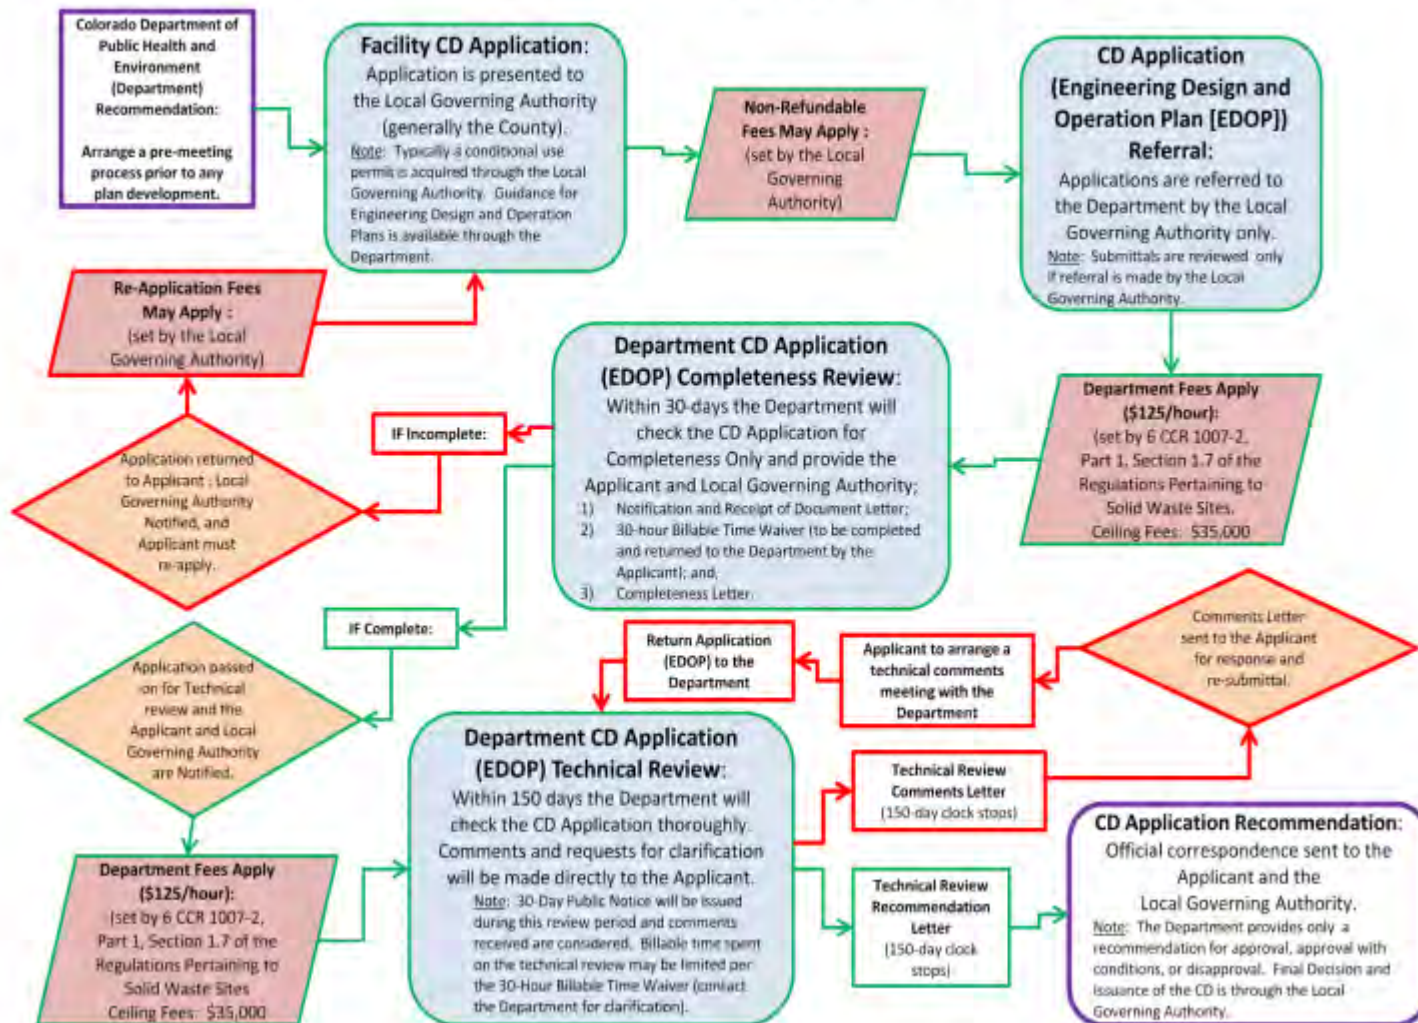 Colorado Department of
Public Health and
Environment
(Department)
Recommendation:
Arrange a pre-meeting
process prior to any
plan development.
Facility CD Application:
Application is presented to
the Local Governing Authority
(generally the County).
Note: Typically a conditional use
permit is acquired through the Local
Governing Authority. Guidance for
Engineering Design and Operation
Plans is available through the
Department.
Non-Refundable
Fees May Apply :
(set by the Local
Governing
Authority)
CD Application
(Engineering Design and
Operation Plan [EDOP])
Referral:
Applications are referred to
the Department by the Local
Governing Authority only.
Note: Submittals are reviewed only
if referral is made by the Local
Governing Authority.
Re-Application Fees
May Apply :
(set by the Local
Governing Authority)
Department CD Application
(EDOP) Completeness Review:
Within 30-days the Department will
check the CD Application for
Completeness Only and provide the
Applicant and Local Governing Authority;
1) Notification and Receipt of Document Letter;
2) 30-hour Billable Time Waiver (to be completed
and returned to the Department by the
Applicant); and,
3) Completeness Letter.
Department Fees Apply
($125/hour):
(set by 6 CCR 1007-2,
Part 1, Section 1.7 of the
Regulations Pertaining to
Solid Waste Sites.
Ceiling Fees: $35,000
IF Incomplete:
Application returned
to Applicant ; Local
Governing Authority
Notified, and
Applicant must
re-apply.
IF Complete:
Application passed
on for Technical
review and the
Applicant and Local
Governing Authority
are Notified.
Return Application
(EDOP) to the
Department
Applicant to arrange a
technical comments
meeting with the
Department
Comments Letter
sent to the Applicant
for response and
re-submittal.
Department CD Application
(EDOP) Technical Review:
Within 150 days the Department will
check the CD Application thoroughly.
Comments and requests for clarification
will be made directly to the Applicant.
Note: 30-Day Public Notice will be issued
during this review period and comments
received are considered. Billable time spent
on the technical review may be limited per
the 30-Hour Billable Time Waiver (contact
the Department for clarification).
Technical Review
Comments Letter
(150-day clock stops)
Technical Review
Recommendation
Letter
(150-day clock
stops)
CD Application Recommendation:
Official correspondence sent to the
Applicant and the
Local Governing Authority.
Note: The Department provides only a
recommendation for approval, approval with
conditions, or disapproval. Final Decision and
Issuance of the CD is through the Local
Governing Authority.
Department Fees Apply
($125/hour):
(set by 6 CCR 1007-2,
Part 1, Section 1.7 of the
Regulations Pertaining to
Solid Waste Sites
Ceiling Fees: $35,000